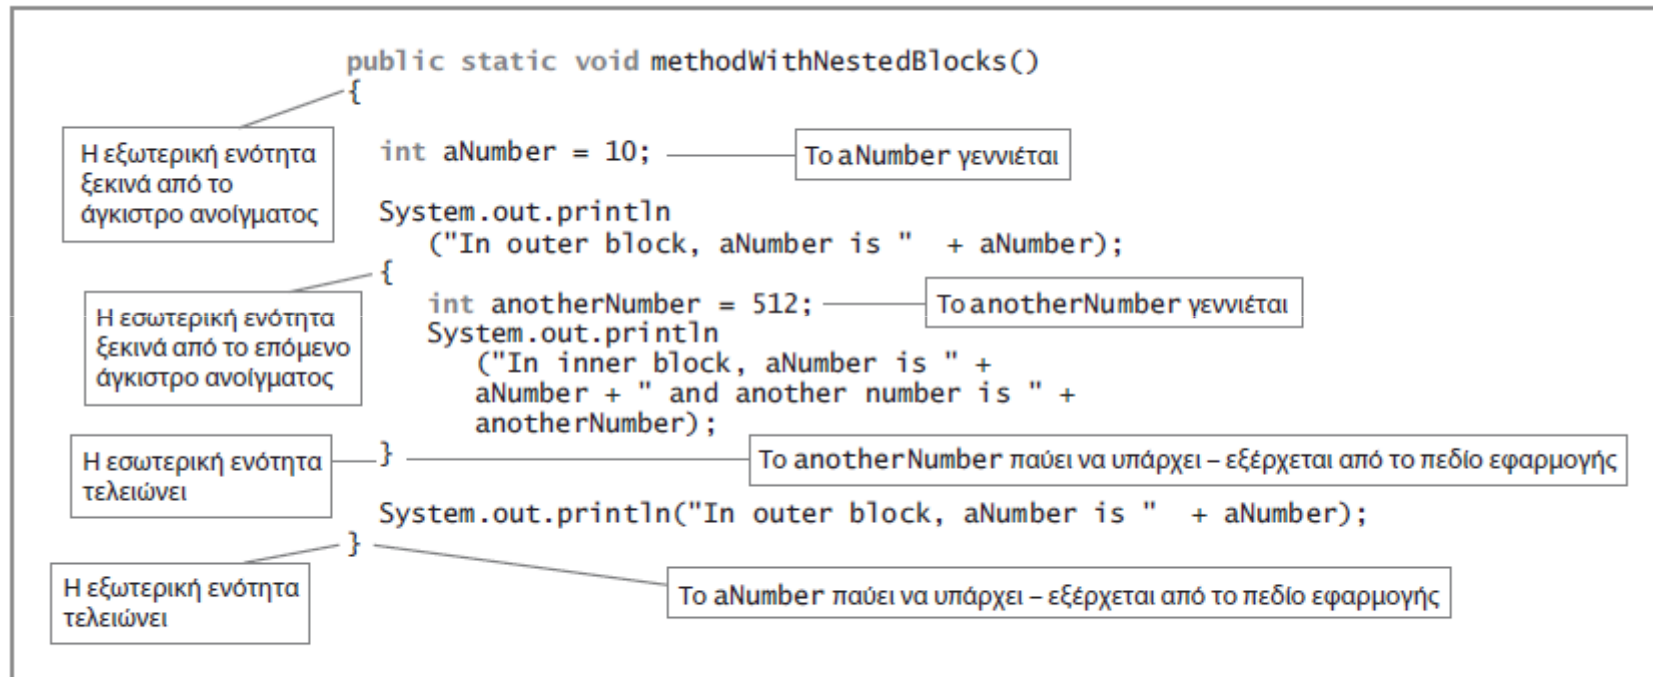 public static void methodWithNestedBlocks()
{
Η εξωτερική ενότητα
ξεκινά από το
άγκιστρο ανοίγματος
int aNumber = 10;
Το aNumber γεννιέται
System.out.println
("In outer block, aNumber is "  + aNumber);
{
Η εσωτερική ενότητα
ξεκινά από το επόμενο
άγκιστρο ανοίγματος
int anotherNumber = 512;
Το anotherNumber γεννιέται
System.out.println
("In inner block, aNumber is " +
aNumber + " and another number is " +
anotherNumber);
Η εσωτερική ενότητα
τελειώνει
}
Το anotherNumber παύει να υπάρχει – εξέρχεται από το πεδίο εφαρμογής
System.out.println("In outer block, aNumber is "  + aNumber);
}
Η εξωτερική ενότητα
τελειώνει
Το aNumber παύει να υπάρχει – εξέρχεται από το πεδίο εφαρμογής